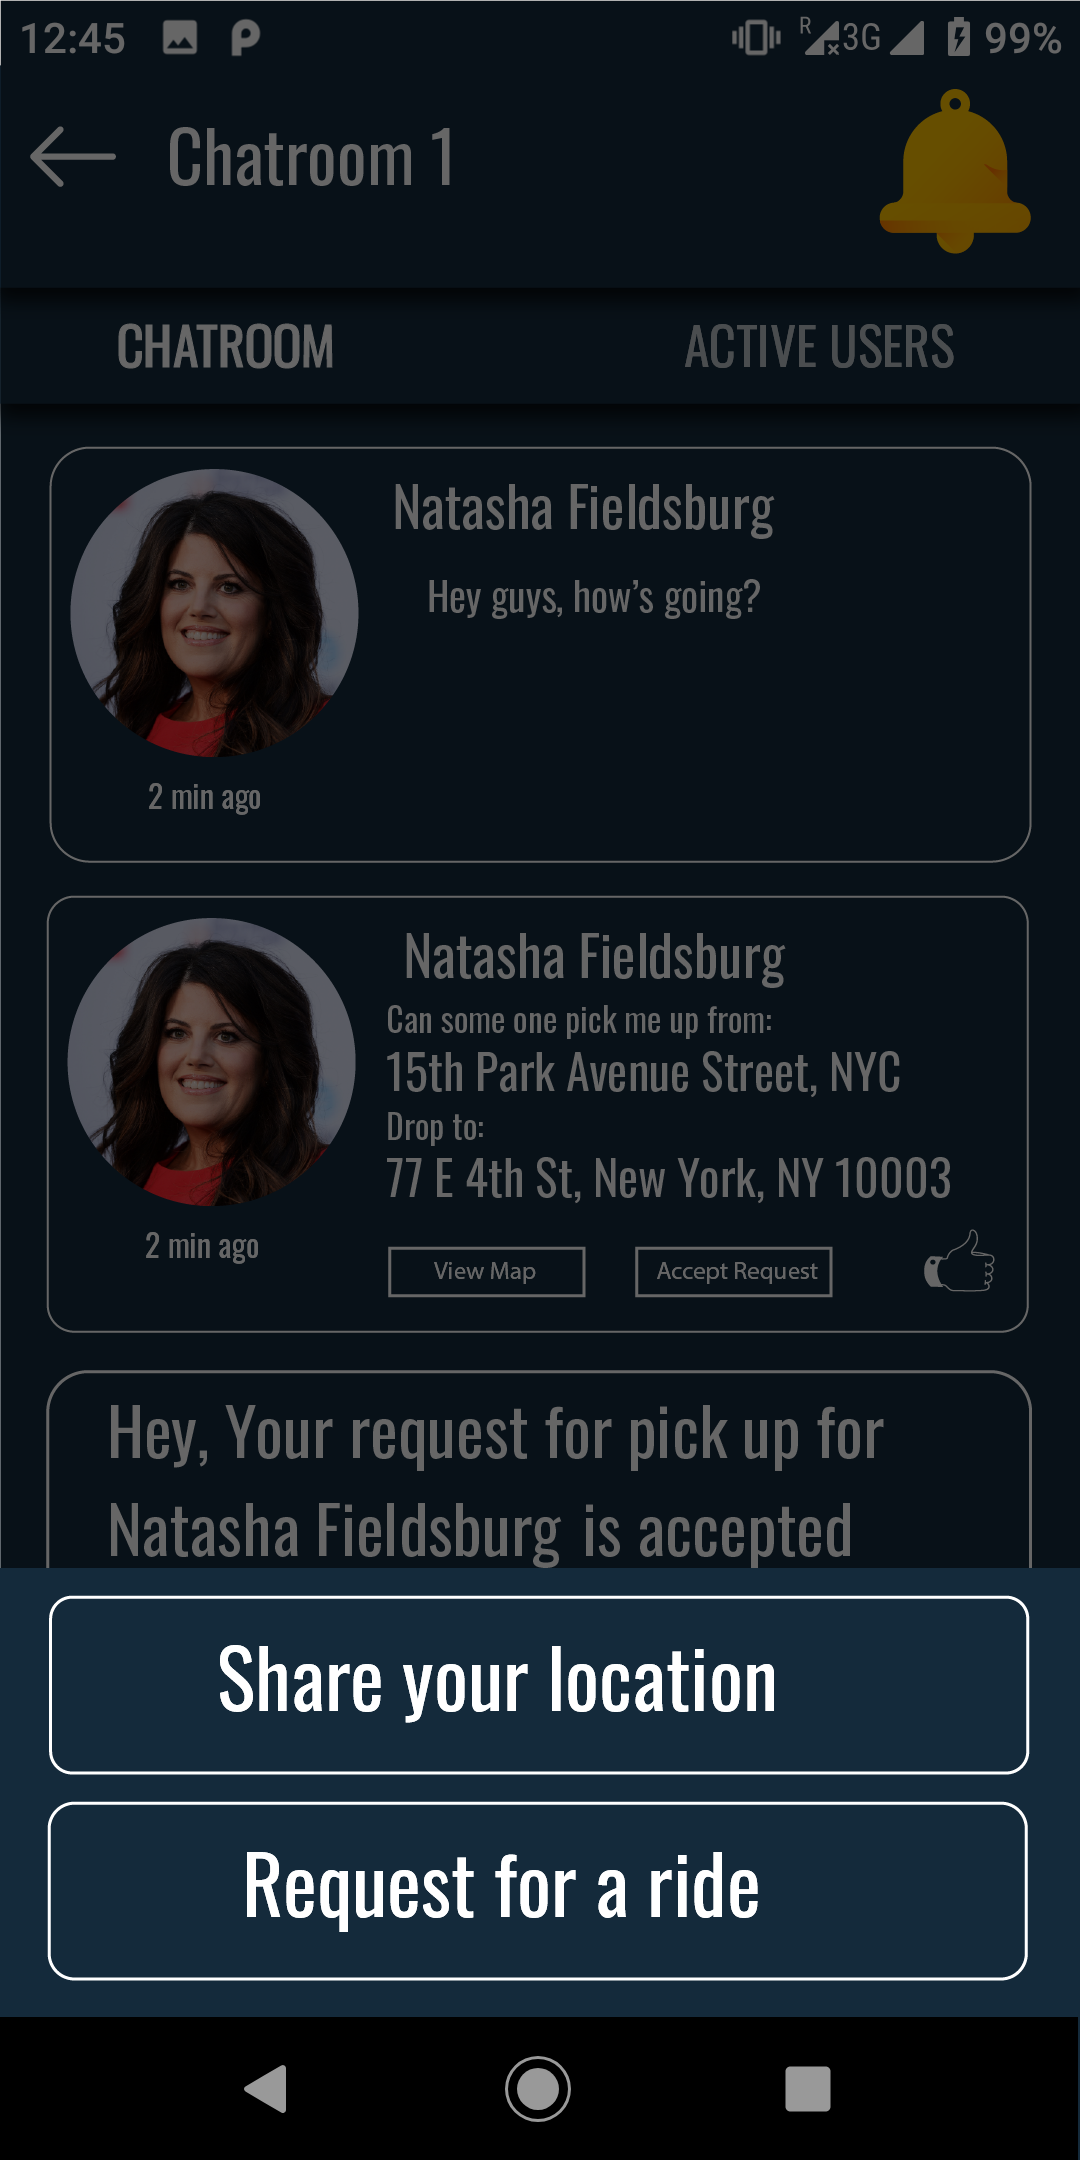 12:45
R 3G 99%
Chatroom 1
CHATROOM ACTIVE USERS
Natasha Fieldsburg
Hey guys, how’s going?
2 min ago
Natasha Fieldsburg
Can some one pick me up from:
15th Park Avenue Street, NYC
Drop to:
77 E 4th St, New York, NY 10003
2 min ago
View Map Accept Request
Hey, Your request for pick up for
Natasha Fieldsburg is accepted
Share your location
Request for a ride